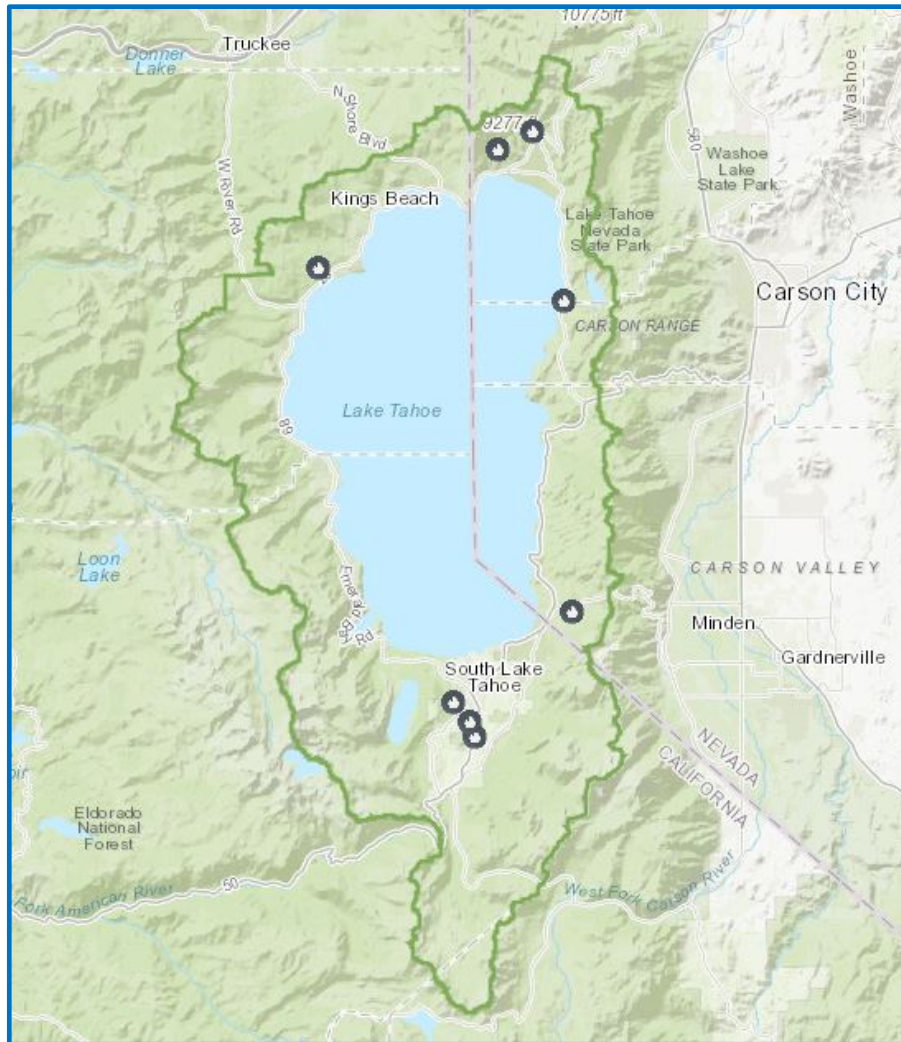 10775 ft
Truckee
Donner
Lake
N Shore Blvd
Washoe
9277 ft
580
Washoe
Lake
State Park
W River Rd
Kings Beach
Lake Tahoe
Nevada
State Park
Carson City
CARSON RANGE
Lake Tahoe
89
Loon
Lake
Emerald Bay Rd
CARSON VALLEY
Minden
Gardnerville
South Lake
Tahoe
NEVADA
CALIFORNIA
oir
Eldorado
National
Forest
50
Fork American River
West Fork Carson River